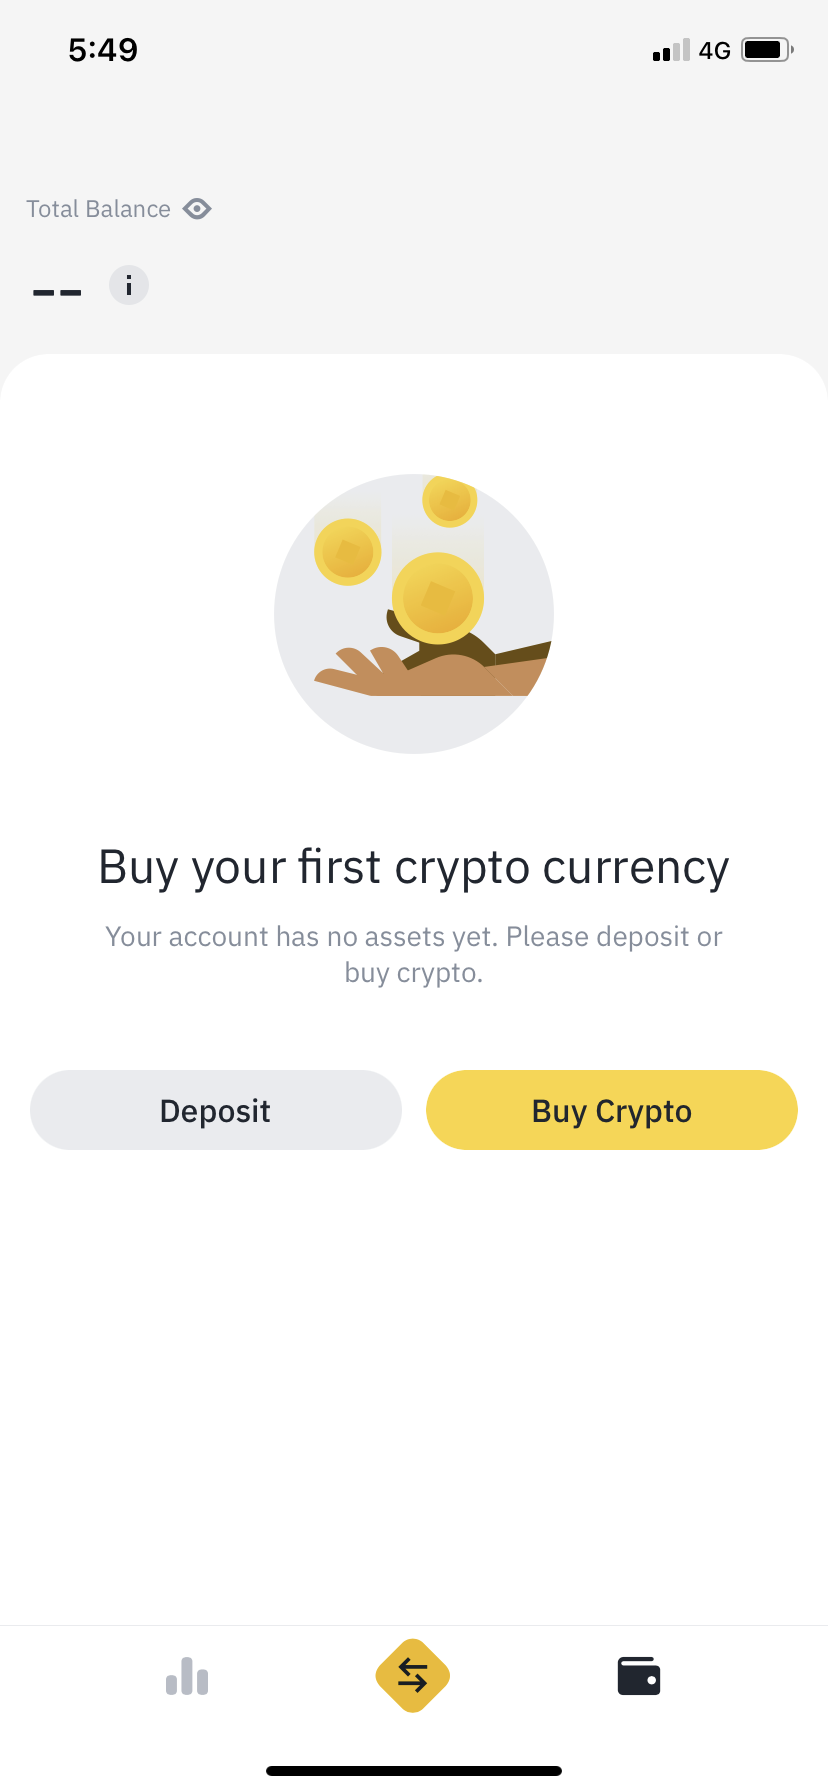 5:49
4G
Total Balance
-- i
Buy your first crypto currency
Your account has no assets yet. Please deposit or
buy crypto.
Deposit
Buy Crypto